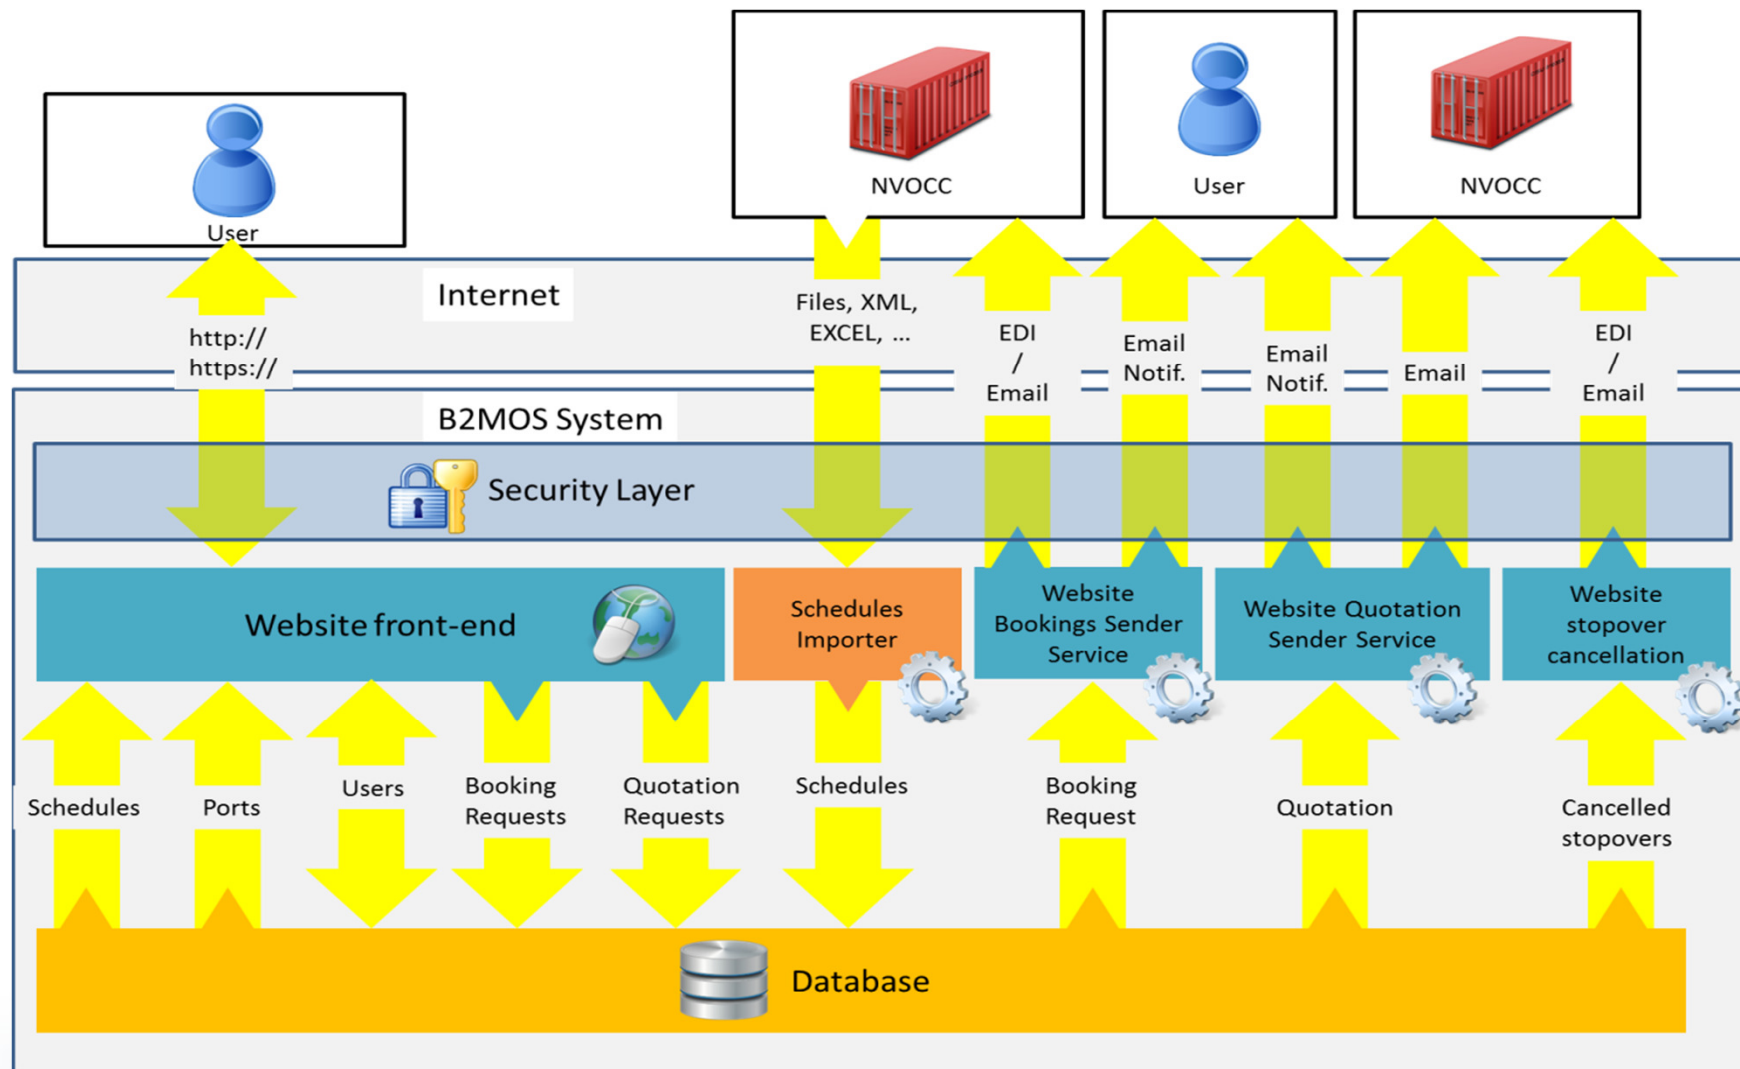 NVOCC
User
NVOCC
User
Internet
http://
https://
Files, XML,
EXCEL, ...
EDI
/
Email
Email
Notif.
Email
Notif.
Email
EDI
/
Email
B2MOS System
Security Layer
Website front-end
Schedules
Importer
Website
Bookings Sender
Service
Website Quotation
Sender Service
Website
stopover
cancellation
Schedules
Ports
Users
Booking
Requests
Quotation
Requests
Schedules
Booking
Request
Quotation
Cancelled
stopovers
Database